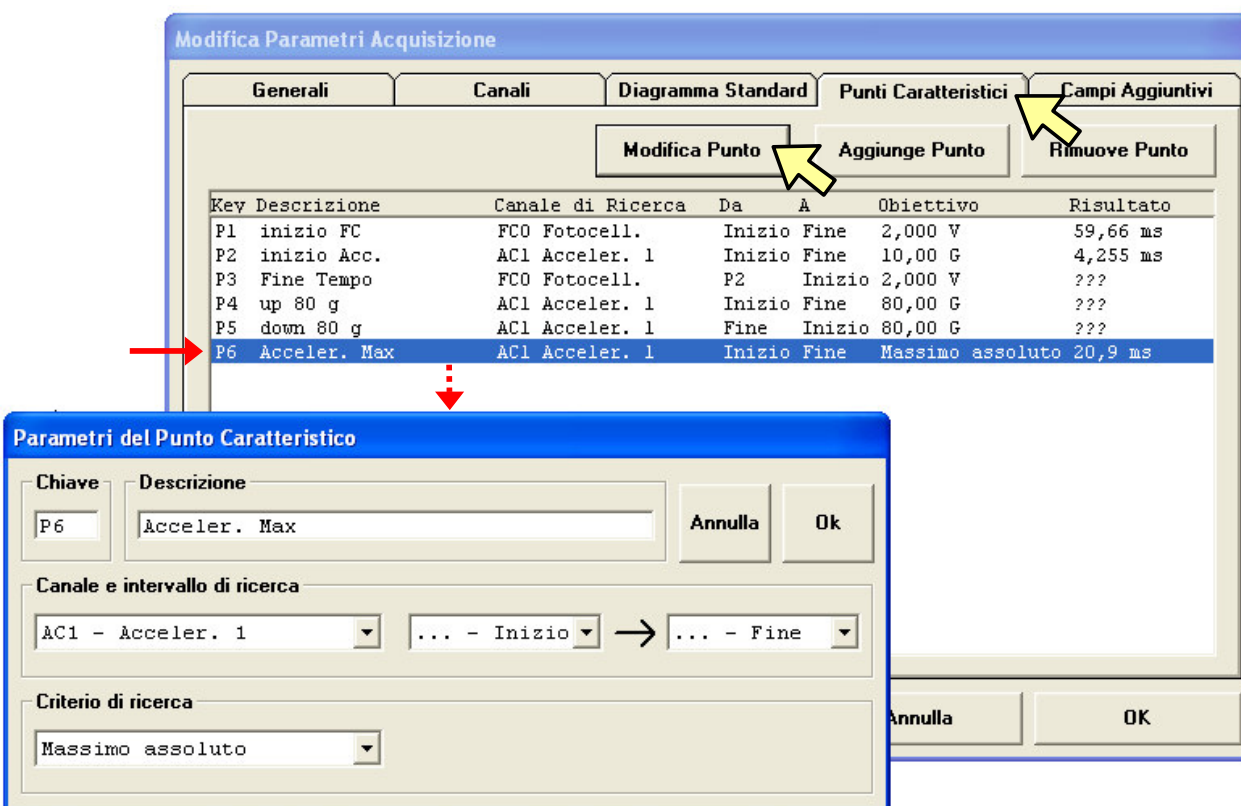 Modifica Parametri Acquisizione
Generali Canali Diagramma Standard Punti Caratteristici Campi Aggiuntivi
Modifica Punto Aggiunge Punto Rimuove Punto
Key Descrizione Canale di Ricerca Da A Obiettivo Risultato
P1 inizio FC FC0 Fotocell. Inizio Fine 2,000 V 59,66 ms
P2 inizio Acc. AC1 Acceler. 1 Inizio Fine 10,00 G 4,255 ms
P3 Fine Tempo FC0 Fotocell. P2 Inizio 2,000 V ???
P4 up 80 g AC1 Acceler. 1 Inizio Fine 80,00 G ???
P5 down 80 g AC1 Acceler. 1 Fine Inizio 80,00 G ???
P6 Acceler. Max AC1 Acceler. 1 Inizio Fine Massimo assoluto 20,9 ms
Parametri del Punto Caratteristico
Chiave Descrizione
P6 Acceler. Max Annulla Ok
Canale e intervallo di ricerca
AC1 - Acceler. 1 ... - Inizio ... - Fine
Criterio di ricerca
Annulla OK
Massimo assoluto